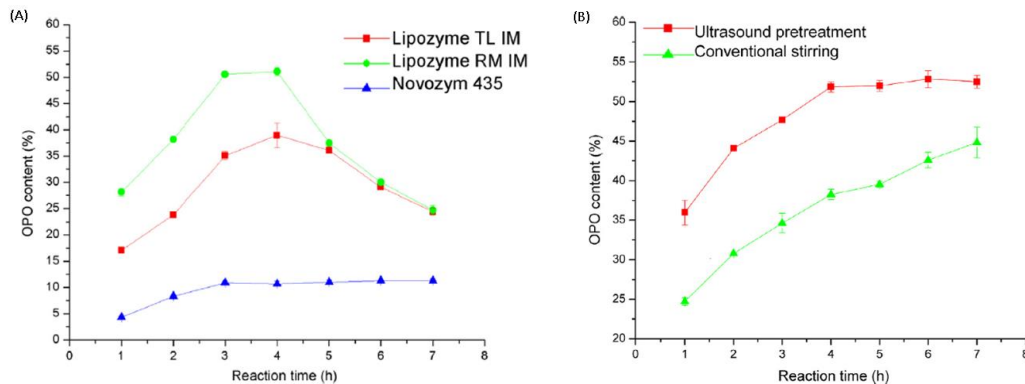 (A)
60
55
50
45
40
35
30
25
20
15
10
5
0
OPO content (%)
Lipozyme TL IM
Lipozyme RM IM
Novozym 435
0 1 2 3 4 5 6 7 8
Reaction time (h)
(B)
60
55
50
45
40
35
30
25
20
OPO content (%)
Ultrasound pretreatment
Conventional stirring
0 1 2 3 4 5 6 7 8
Reaction time (h)